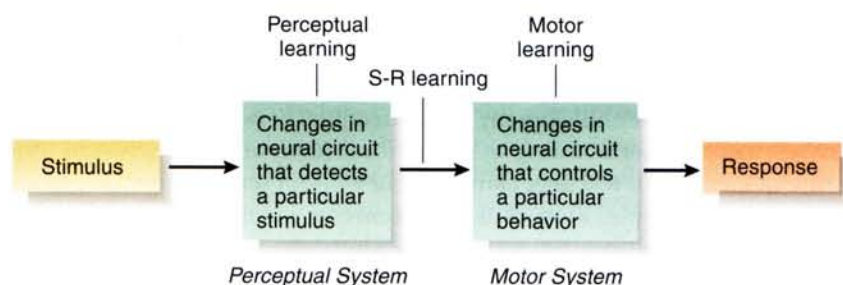 Perceptual
learning
Motor
learning
S-R learning
Stimulus
Changes in
neural circuit
that detects
a particular
stimulus
Changes in
neural circuit
that controls
a particular
behavior
Response
Perceptual System
Motor System